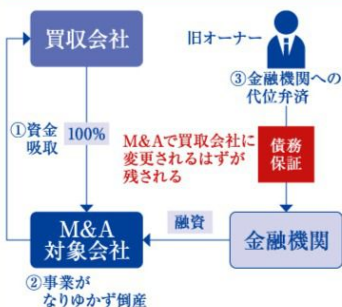 買収会社
旧オーナー
③金融機関への
代位弁済
①資金
吸収
100%
M&Aで買収会社に
変更されるはずが
残される
債務
保証
M&A
対象会社
融資
金融機関
②事業が
なりゆかず倒産